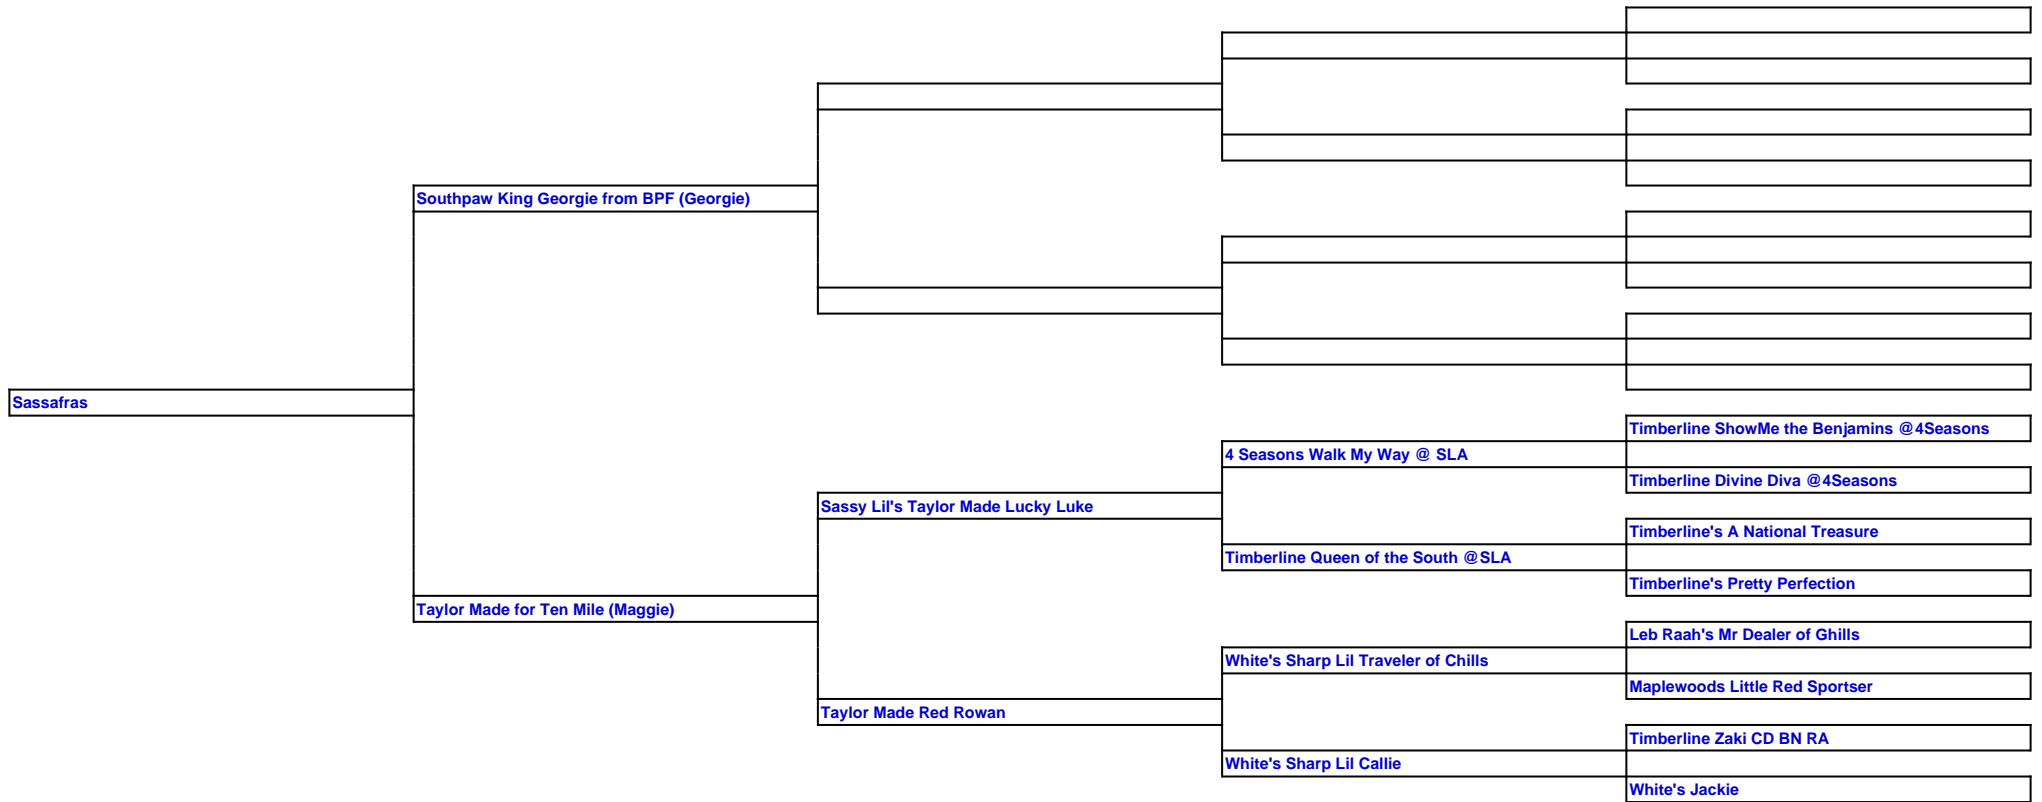 Southpaw King Georgie from BPF (Georgie)
Sassafras
Timberline ShowMe the Benjamins @4Seasons
4 Seasons Walk My Way @ SLA
Timberline Divine Diva @4Seasons
Sassy Lil's Taylor Made Lucky Luke
Timberline's A National Treasure
Timberline Queen of the South @SLA
Timberline's Pretty Perfection
Taylor Made for Ten Mile (Maggie)
Leb Raah's Mr Dealer of Ghills
White's Sharp Lil Traveler of Chills
Maplewoods Little Red Sportser
Taylor Made Red Rowan
Timberline Zaki CD BN RA
White's Sharp Lil Callie
White's Jackie